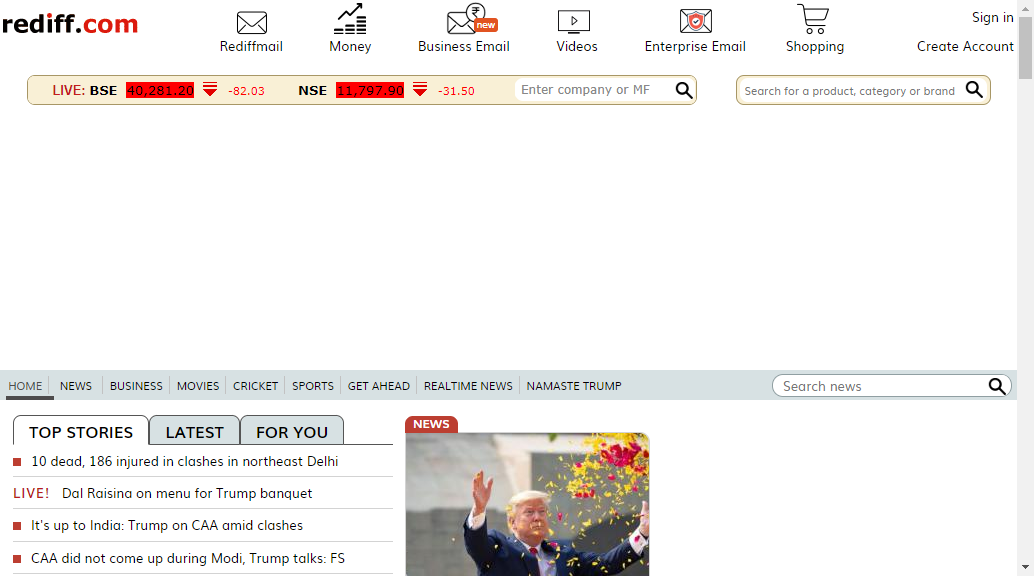 rediff.com
Rediffmail
Money
new
Business Email
Videos
Enterprise Email
Shopping
Sign in
Create Account
LIVE: BSE 40,281.20 -82.03 NSE 11,797.90 -31.50
Enter company or MF
Search for a product, category or brand
HOME NEWS BUSINESS MOVIES CRICKET SPORTS GET AHEAD REALTIME NEWS NAMASTE TRUMP
Search news
TOP STORIES LATEST FOR YOU
10 dead, 186 injured in clashes in northeast Delhi
LIVE! Dal Raisina on menu for Trump banquet
It's up to India: Trump on CAA amid clashes
CAA did not come up during Modi, Trump talks: FS
NEWS